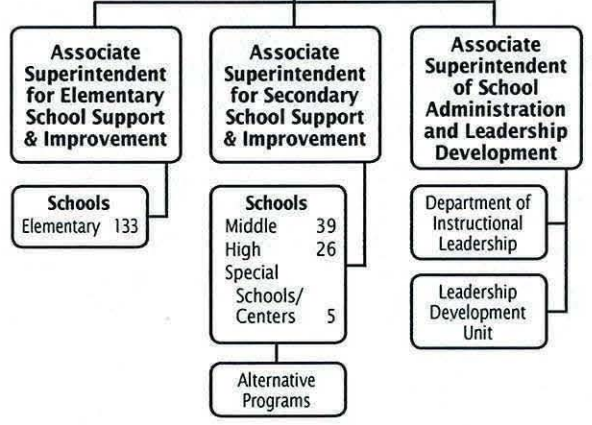 Associate
Superintendent
for Elementary
School Support
& Improvement
Schools
Elementary 133
Associate
Superintendent
for Secondary
School Support
& Improvement
Schools
Middle 39
High 26
Special
Schools/
Centers 5
Alternative
Programs
Associate
Superintendent
of School
Administration
and Leadership
Development
Department of
Instructional
Leadership
Leadership
Development
Unit